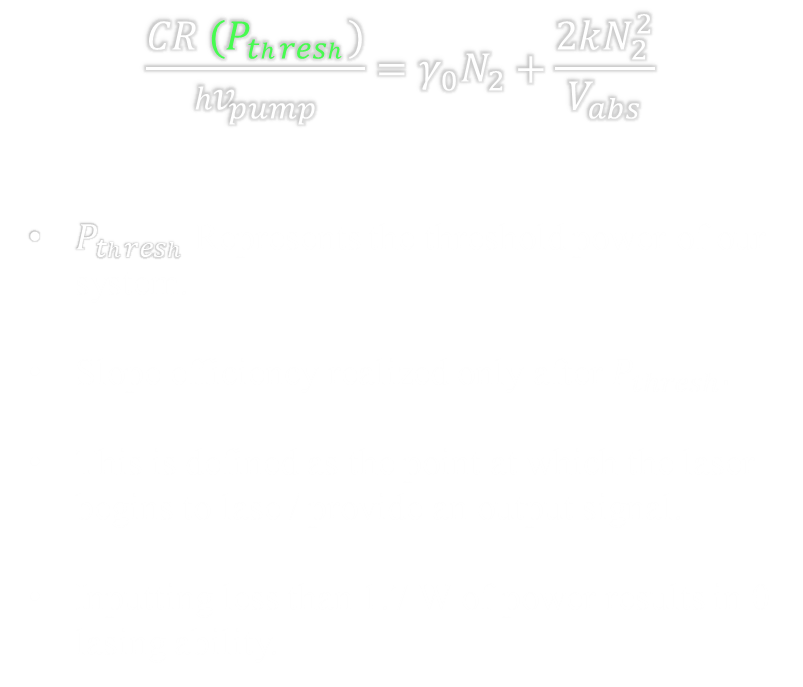 CR (P_thresh) / hν_pump = γ₀N₂ + 2kN₂² / V_abs
• P_thresh